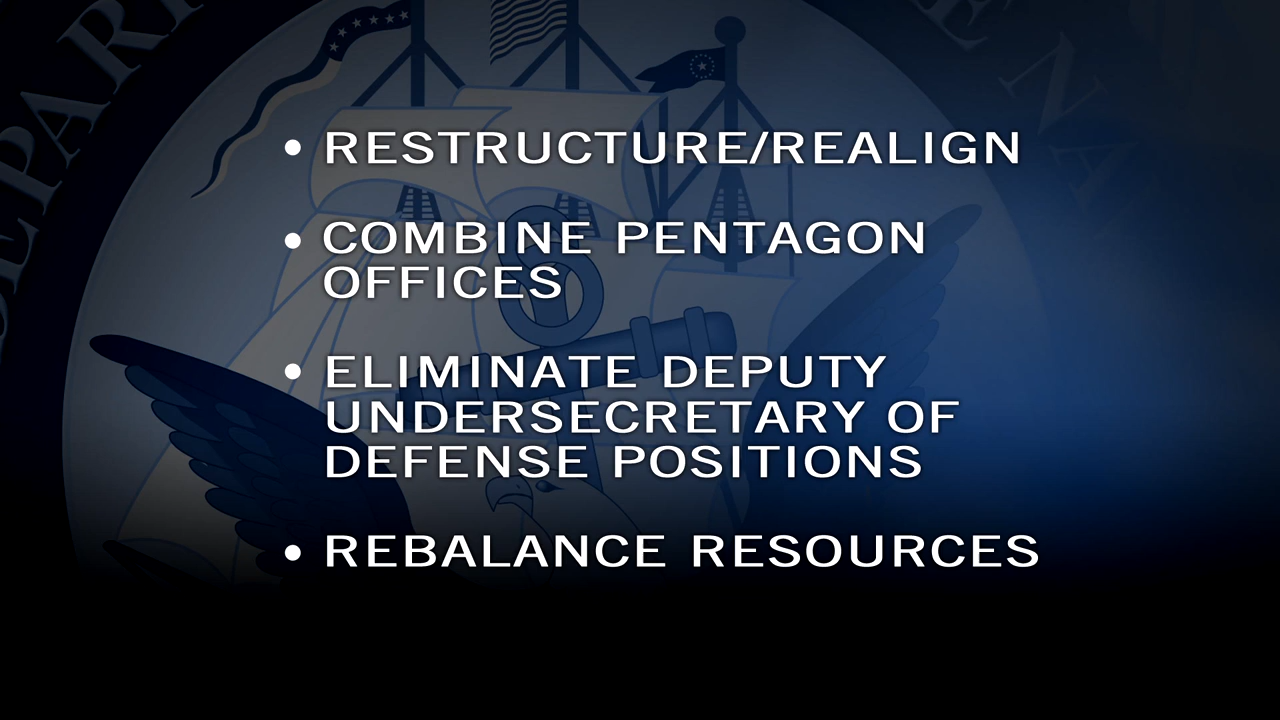 • RESTRUCTURE/REALIGN
• COMBINE PENTAGON
OFFICES
• ELIMINATE DEPUTY
UNDERSECRETARY OF
DEFENSE POSITIONS
• REBALANCE RESOURCES